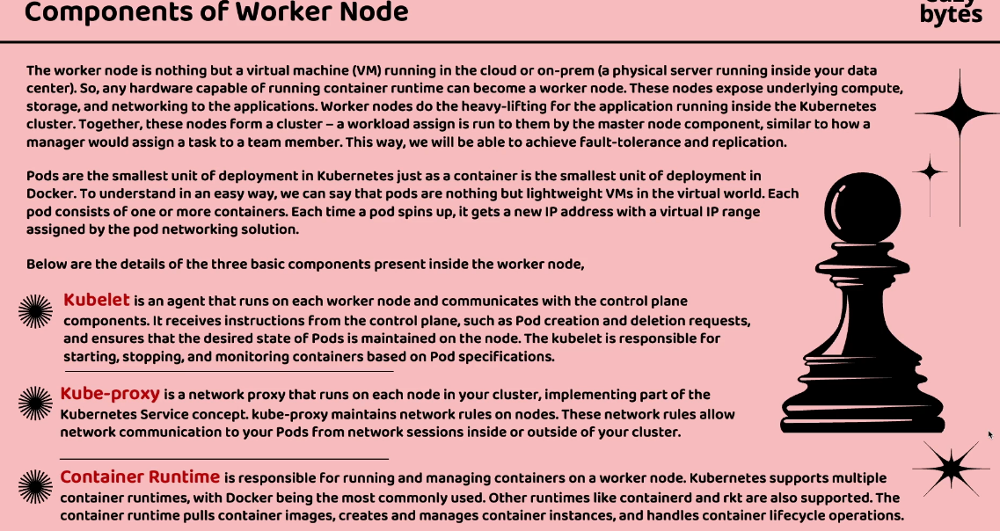 Components of Worker Node
bytes
The worker node is nothing but a virtual machine (VM) running in the cloud or on-prem (a physical server running inside your data
center). So, any hardware capable of running container runtime can become a worker node. These nodes expose underlying compute,
storage, and networking to the applications. Worker nodes do the heavy-lifting for the application running inside the Kubernetes
cluster. Together, these nodes form a cluster – a workload assign is run to them by the master node component, similar to how a
manager would assign a task to a team member. This way, we will be able to achieve fault-tolerance and replication.
Pods are the smallest unit of deployment in Kubernetes just as a container is the smallest unit of deployment in
Docker. To understand in an easy way, we can say that pods are nothing but lightweight VMs in the virtual world. Each
pod consists of one or more containers. Each time a pod spins up, it gets a new IP address with a virtual IP range
assigned by the pod networking solution.
Below are the details of the three basic components present inside the worker node,
Kubelet is an agent that runs on each worker node and communicates with the control plane
components. It receives instructions from the control plane, such as Pod creation and deletion requests,
and ensures that the desired state of Pods is maintained on the node. The kubelet is responsible for
starting, stopping, and monitoring containers based on Pod specifications.
Kube-proxy is a network proxy that runs on each node in your cluster, implementing part of the
Kubernetes Service concept. kube-proxy maintains network rules on nodes. These network rules allow
network communication to your Pods from network sessions inside or outside of your cluster.
Container Runtime is responsible for running and managing containers on a worker node. Kubernetes supports multiple
container runtimes, with Docker being the most commonly used. Other runtimes like containerd and rkt are also supported. The
container runtime pulls container images, creates and manages container instances, and handles container lifecycle operations.